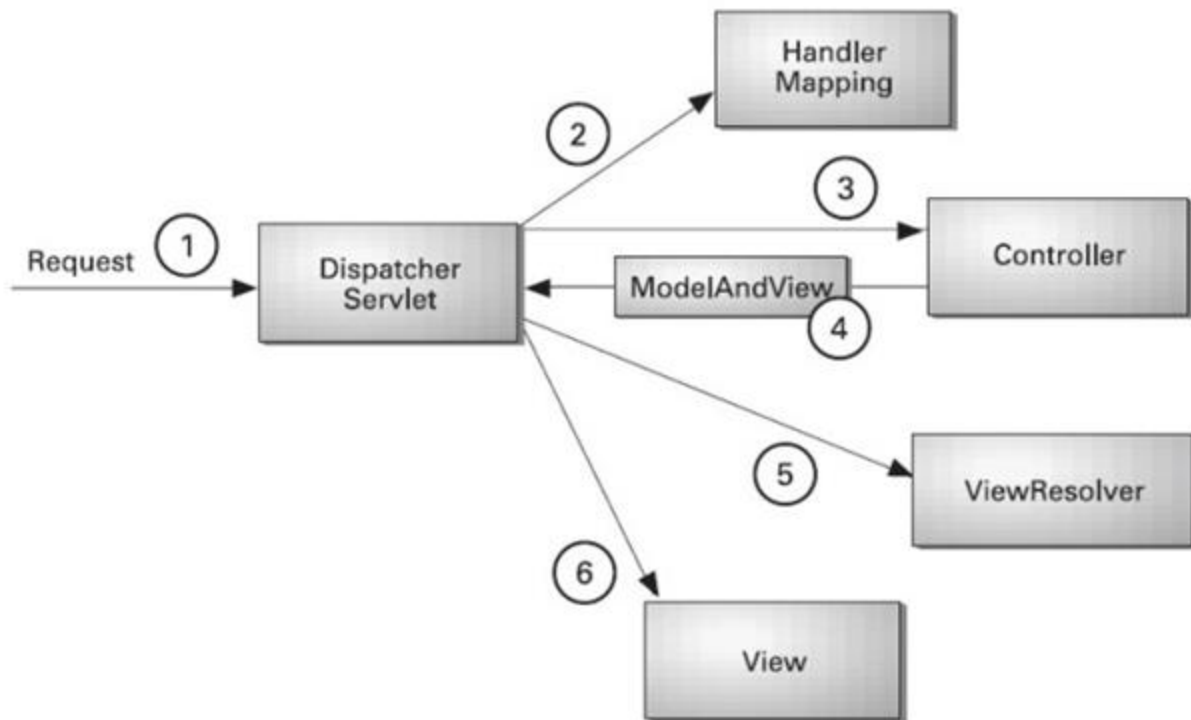 Handler
Mapping
2
3
1
Request
Dispatcher
Servlet
Controller
ModelAndView
4
5
ViewResolver
6
View